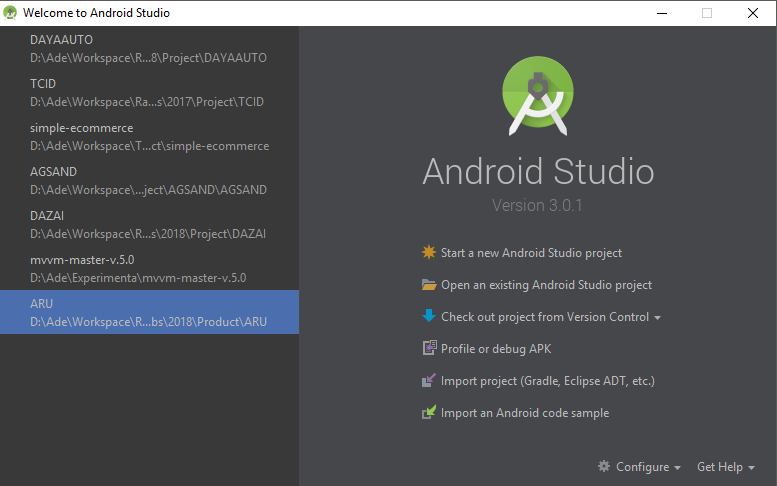 Welcome to Android Studio
DAYAAUTO
D:\Ade\Workspace\R...8\Project\DAYAAUTO
TCID
D:\Ade\Workspace\Ra...s\2017\Project\TCID
simple-ecommerce
D:\Ade\Workspace\T...ct\simple-ecommerce
AGSAND
D:\Ade\Workspace\...ject\AGSAND\AGSAND
DAZAI
D:\Ade\Workspace\R...s\2018\Project\DAZAI
mvvm-master-v.5.0
D:\Ade\Experimenta\mvvm-master-v.5.0
ARU
D:\Ade\Workspace\R...bs\2018\Product\ARU
Android Studio
Version 3.0.1
Start a new Android Studio project
Open an existing Android Studio project
Check out project from Version Control
Profile or debug APK
Import project (Gradle, Eclipse ADT, etc.)
Import an Android code sample
Configure Get Help